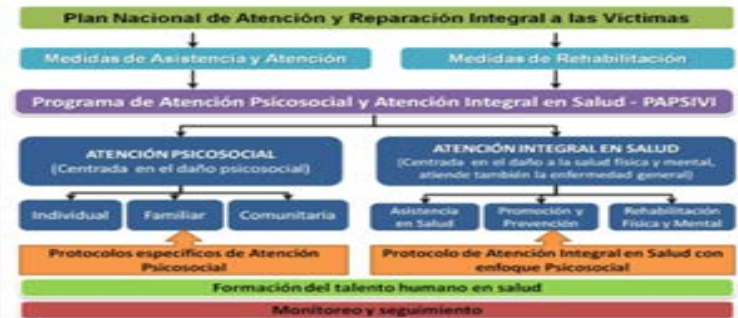 Plan Nacional de Atención y Reparación Integral a las Víctimas
Medidas de Asistencia y Atención
Medidas de Rehabilitación
Programa de Atención Psicosocial y Atención Integral en Salud - PAPSIVI
ATENCIÓN PSICOSOCIAL
(Centrada en el daño psicosocial)
ATENCIÓN INTEGRAL EN SALUD
(Centrada en el daño a la salud física y mental,
atiende también la enfermedad general)
Individual
Familiar
Comunitaria
Asistencia
en Salud
Promoción y
Prevención
Rehabilitación
Física y Mental
Protocolos específicos de Atención
Psicosocial
Protocolo de Atención Integral en Salud con
enfoque Psicosocial
Formación del talento humano en salud
Monitoreo y seguimiento